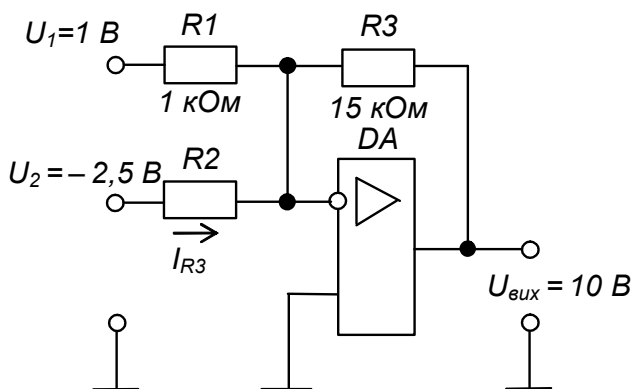 U1=1 В
R1
R3
1 кОм
15 кОм
DA
U2 = – 2,5 В
R2
IR3
Uвих = 10 В